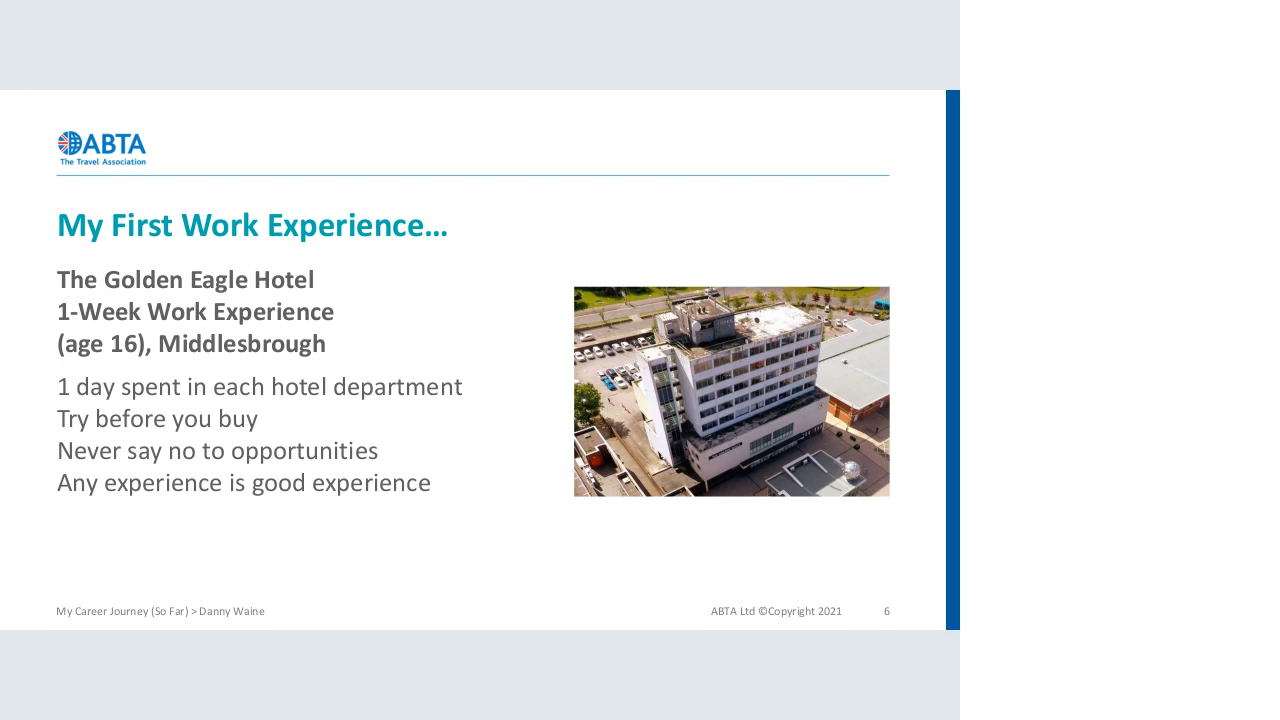 ABTA
The Travel Association
My First Work Experience…
The Golden Eagle Hotel
1-Week Work Experience
(age 16), Middlesbrough
1 day spent in each hotel department
Try before you buy
Never say no to opportunities
Any experience is good experience
My Career Journey (So Far) > Danny Waine
ABTA Ltd ©Copyright 2021
6